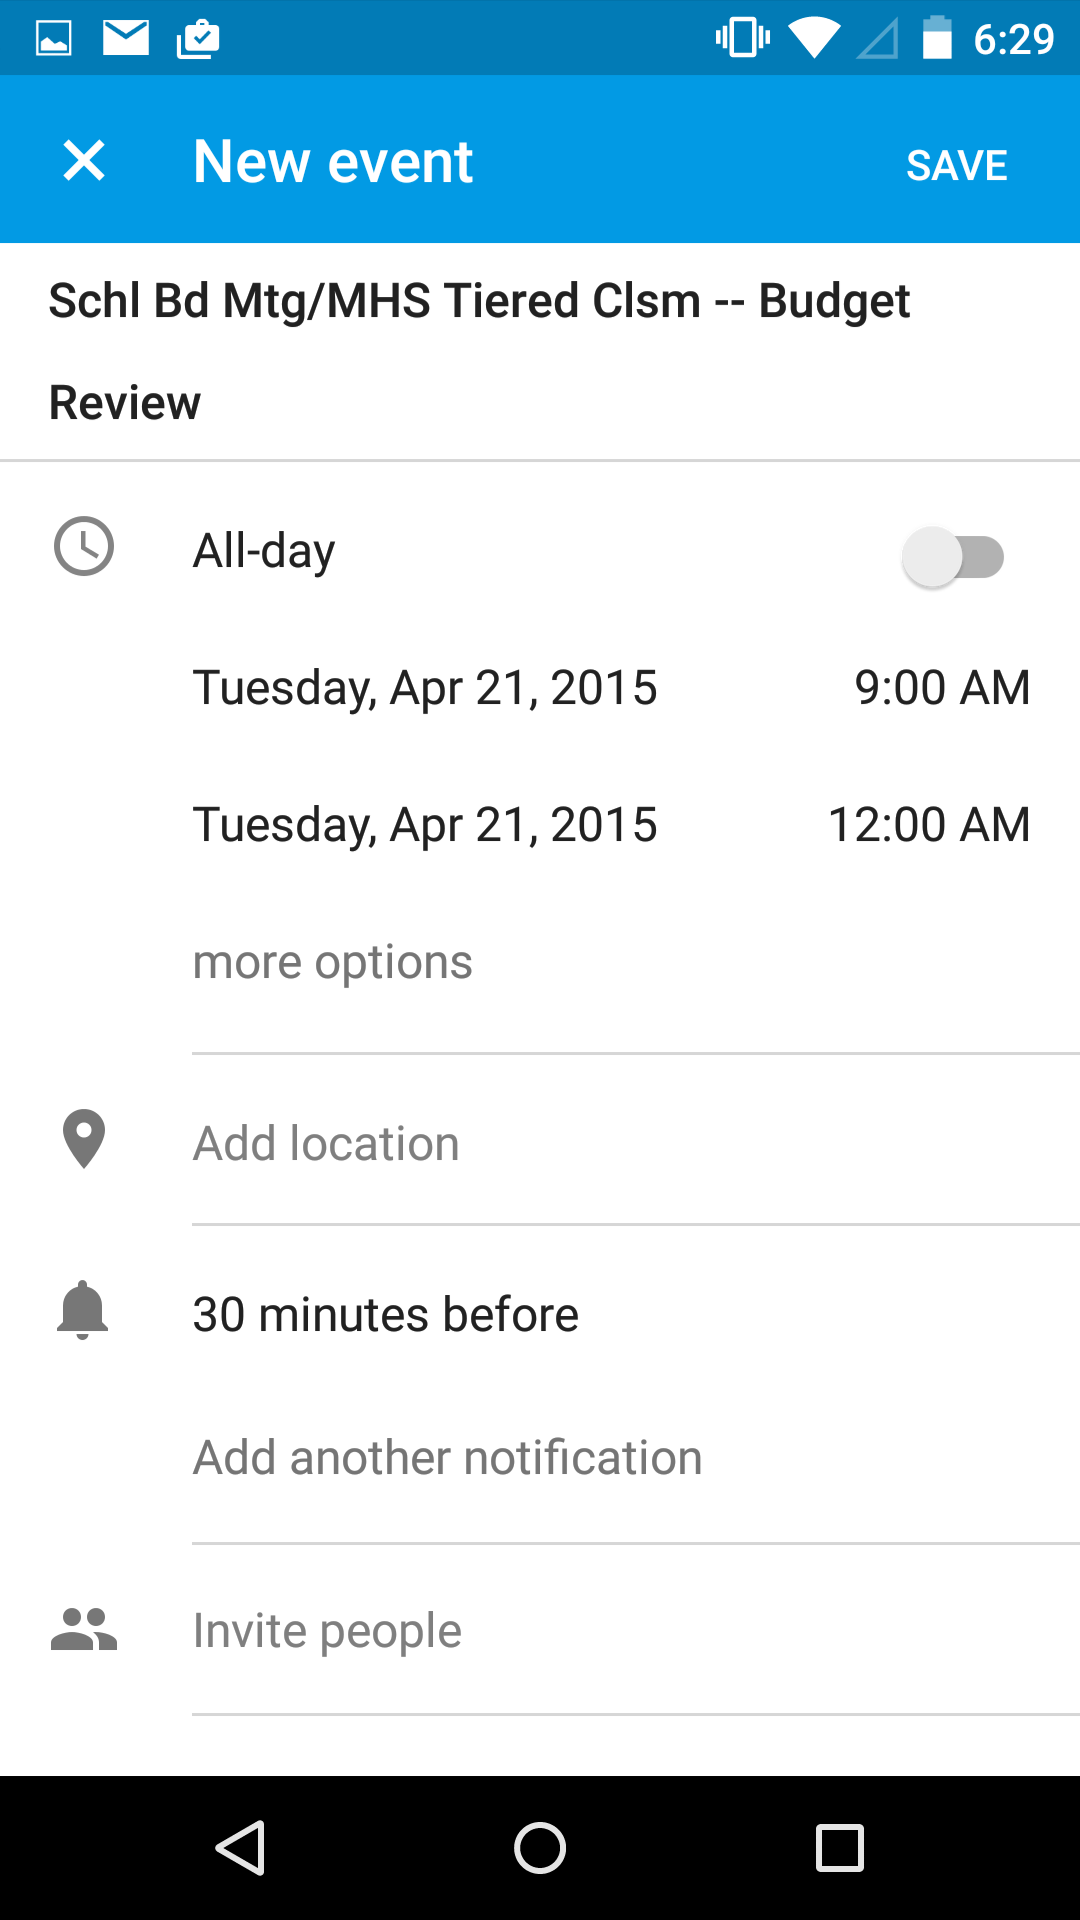 6:29
New event
SAVE
Schl Bd Mtg/MHS Tiered Clsm -- Budget
Review
All-day
Tuesday, Apr 21, 2015 9:00 AM
Tuesday, Apr 21, 2015 12:00 AM
more options
Add location
30 minutes before
Add another notification
Invite people